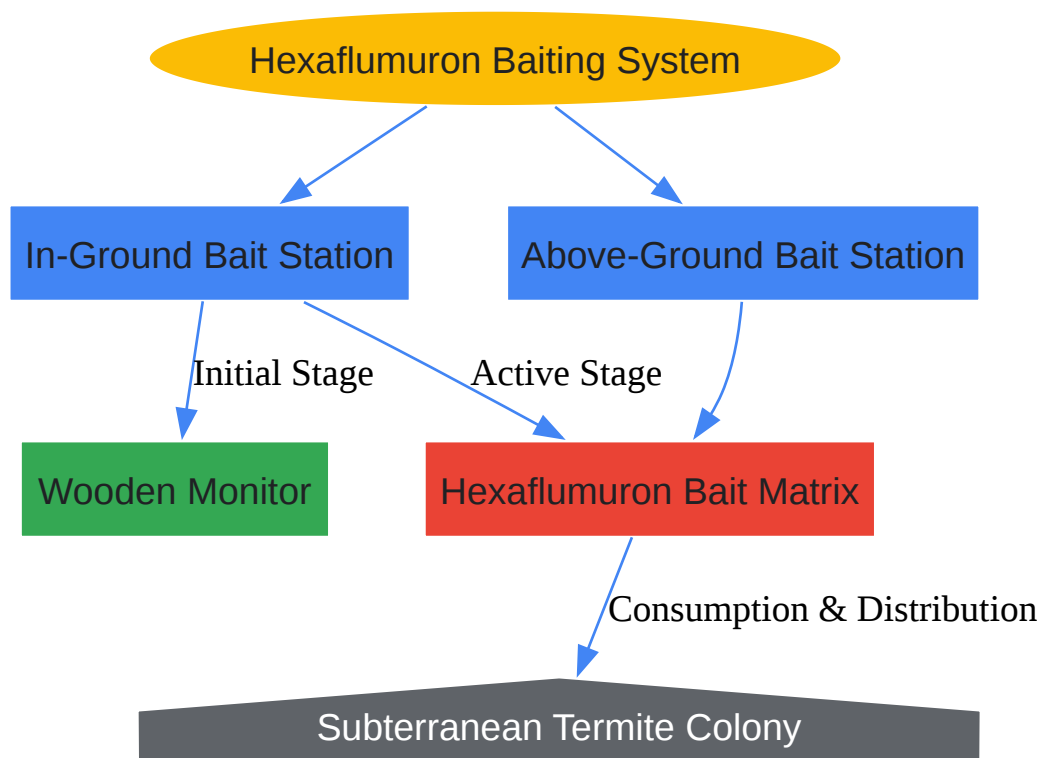 Hexaflumuron Baiting System
In-Ground Bait Station
Above-Ground Bait Station
Initial Stage
Active Stage
Wooden Monitor
Hexaflumuron Bait Matrix
Consumption & Distribution
Subterranean Termite Colony